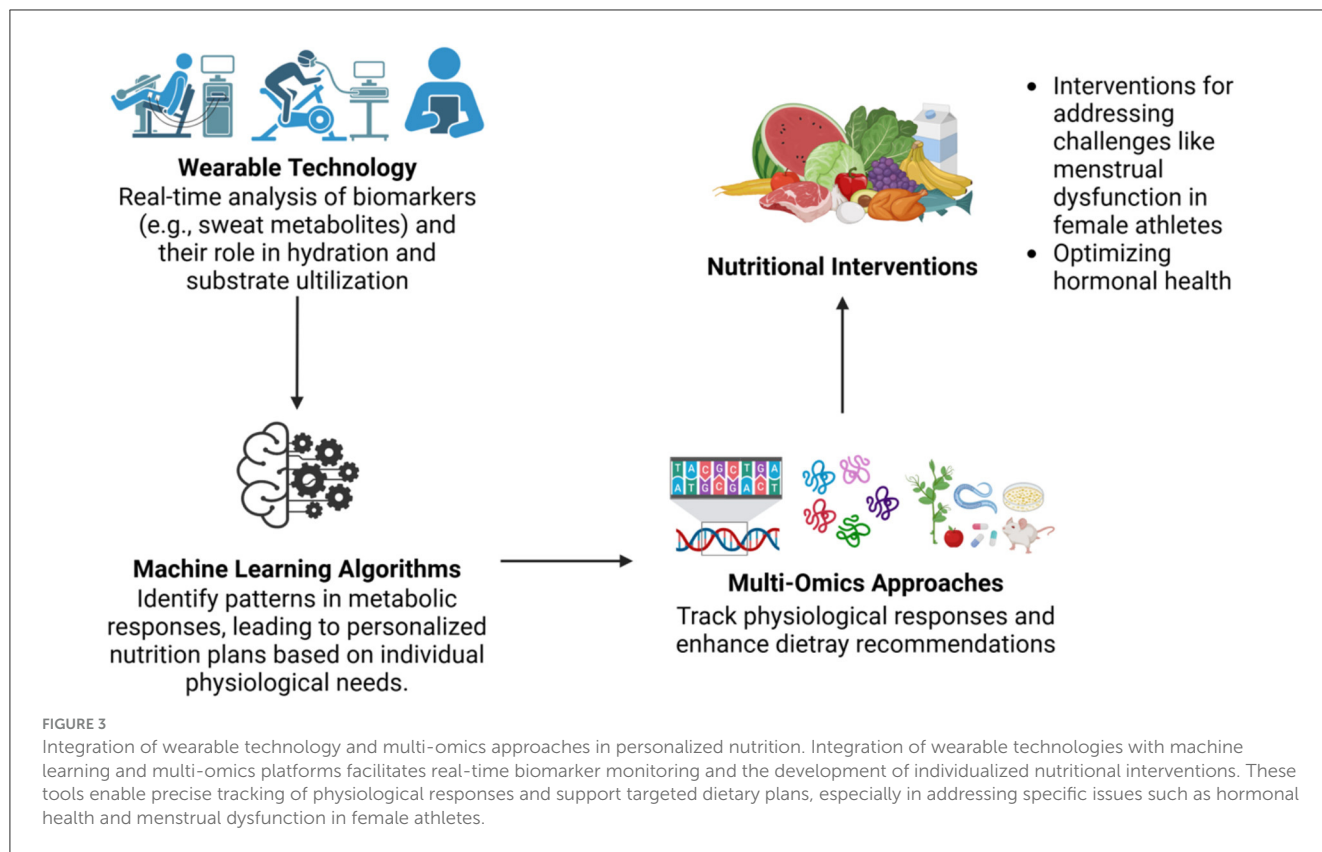 Wearable Technology
Real-time analysis of biomarkers
(e.g., sweat metabolites) and
their role in hydration and
substrate ultilization
Nutritional Interventions
• Interventions for
addressing
challenges like
menstrual
dysfunction in
female athletes
• Optimizing
hormonal health
Machine Learning Algorithms
Identify patterns in metabolic
responses, leading to personalized
nutrition plans based on individual
physiological needs.
TACGCTGA
ATGCGACT
Multi-Omics Approaches
Track physiological responses and
enhance dietray recommendations
FIGURE 3
Integration of wearable technology and multi-omics approaches in personalized nutrition. Integration of wearable technologies with machine
learning and multi-omics platforms facilitates real-time biomarker monitoring and the development of individualized nutritional interventions. These
tools enable precise tracking of physiological responses and support targeted dietary plans, especially in addressing specific issues such as hormonal
health and menstrual dysfunction in female athletes.